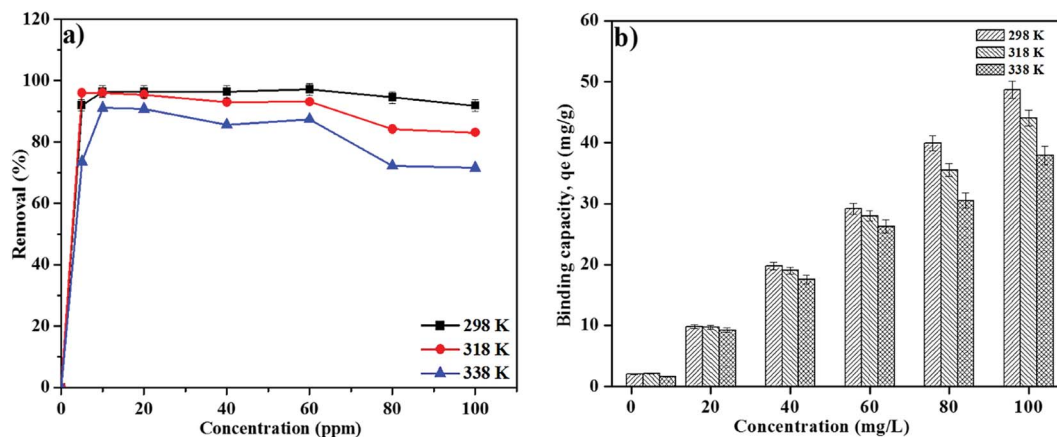 a)
120
100
80
60
40
20
0
Removal (%)
298 K
318 K
338 K
0 20 40 60 80 100
Concentration (ppm)
b)
60
50
40
30
20
10
0
Binding capacity, qe (mg/g)
298 K
318 K
338 K
0 20 40 60 80 100
Concentration (mg/L)